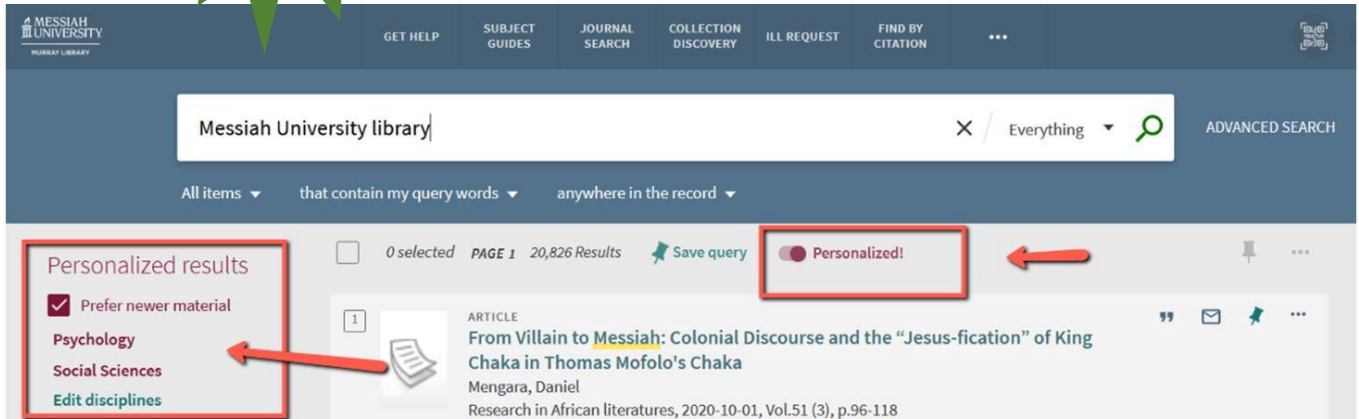 MESSIAH
UNIVERSITY
MURRAY LIBRARY
GET HELP
SUBJECT
GUIDES
JOURNAL
SEARCH
COLLECTION
DISCOVERY
ILL REQUEST
FIND BY
CITATION
•••
Messiah University library
Everything
ADVANCED SEARCH
All items
that contain my query words
anywhere in the record
Personalized results
Prefer newer material
Psychology
Social Sciences
Edit disciplines
0 selected PAGE 1 20,826 Results Save query Personalized!
1
ARTICLE
From Villain to Messiah: Colonial Discourse and the “Jesus-fication” of King
Chaka in Thomas Mofolo's Chaka
Mengara, Daniel
Research in African literatures, 2020-10-01, Vol.51 (3), p.96-118